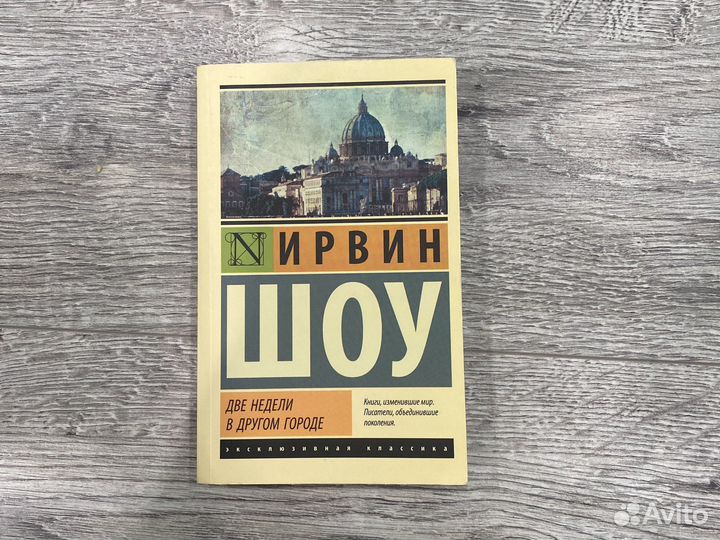 N ИРВИН
ШОУ
ДВЕ НЕДЕЛИ
В ДРУГОМ ГОРОДЕ
Книги, изменившие мир.
Писатели, объединившие
поколения.
ЭКСКЛЮЗИВНАЯ КЛАССИКА
Avito